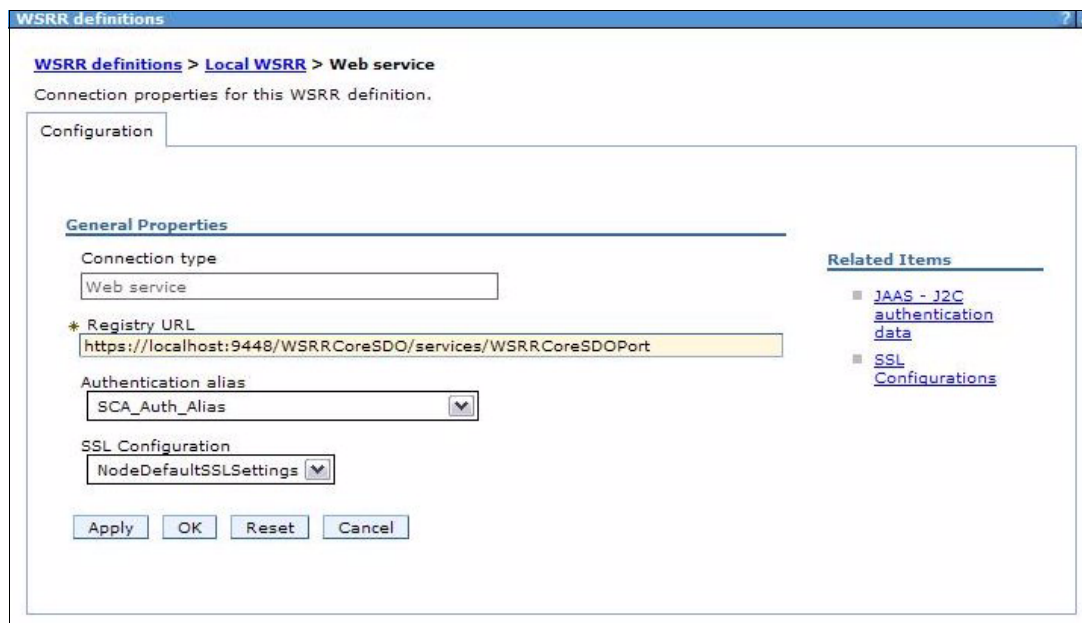 WSRR definitions ?
WSRR definitions > Local WSRR > Web service
Connection properties for this WSRR definition.
Configuration
General Properties
Connection type
Web service
* Registry URL
https://localhost:9448/WSRRCoreSDO/services/WSRRCoreSDOPort
Authentication alias
SCA_Auth_Alias
SSL Configuration
NodeDefaultSSLSettings
Apply OK Reset Cancel
Related Items
JAAS - J2C
authentication
data
SSL
Configurations